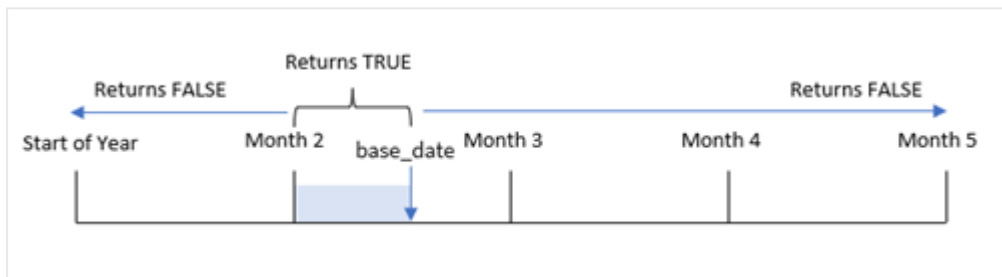 Returns TRUE
Returns FALSE
Returns FALSE
Start of Year
Month 2
base_date
Month 3
Month 4
Month 5